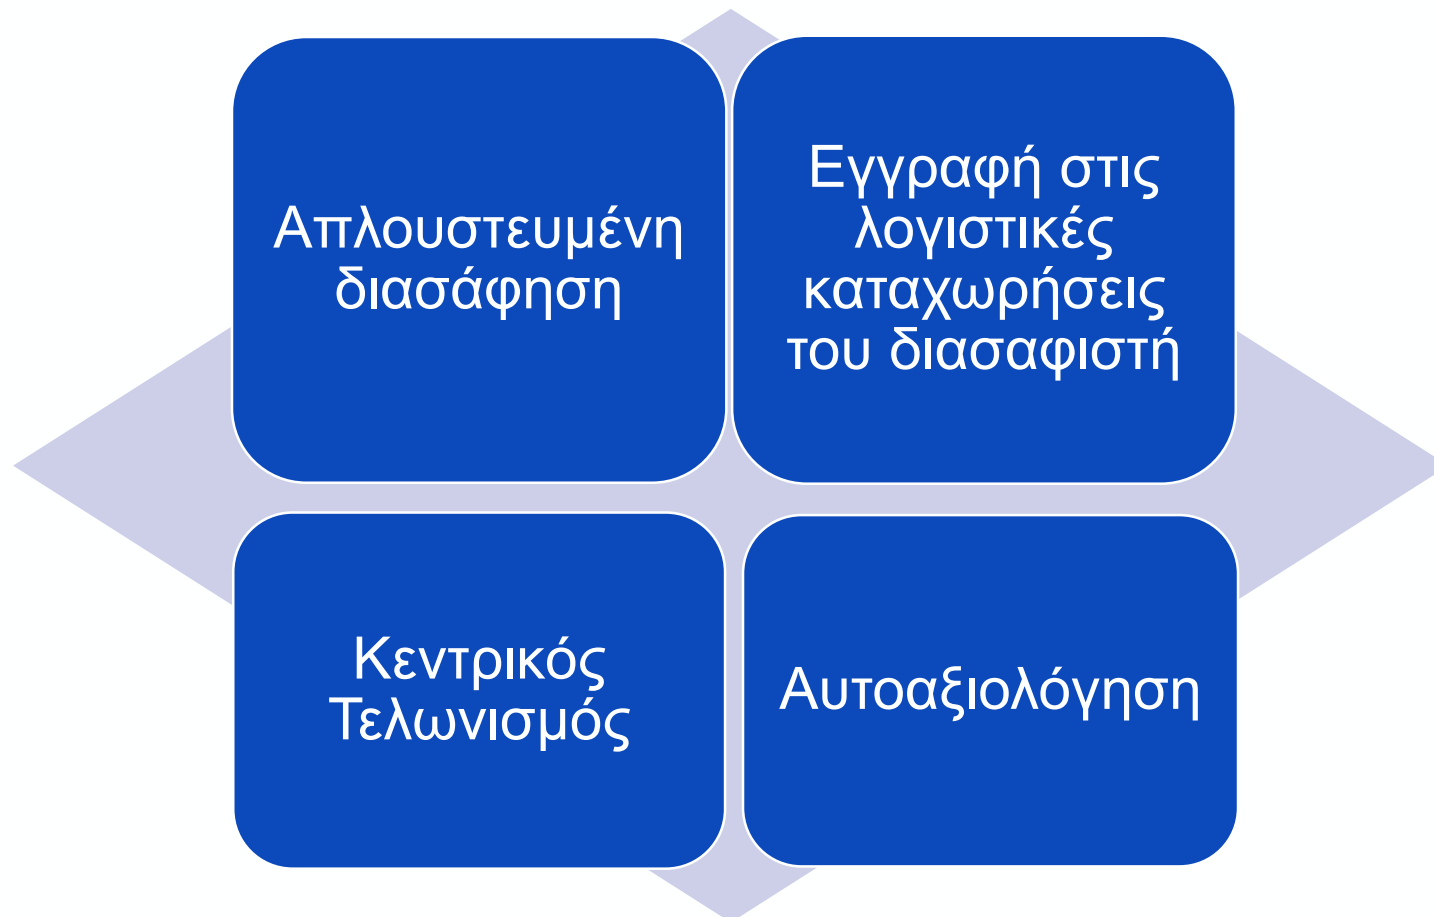 Απλουστευμένη
διασάφηση
Εγγραφή στις
λογιστικές
καταχωρήσεις
του διασαφιστή
Κεντρικός
Τελωνισμός
Αυτοαξιολόγηση